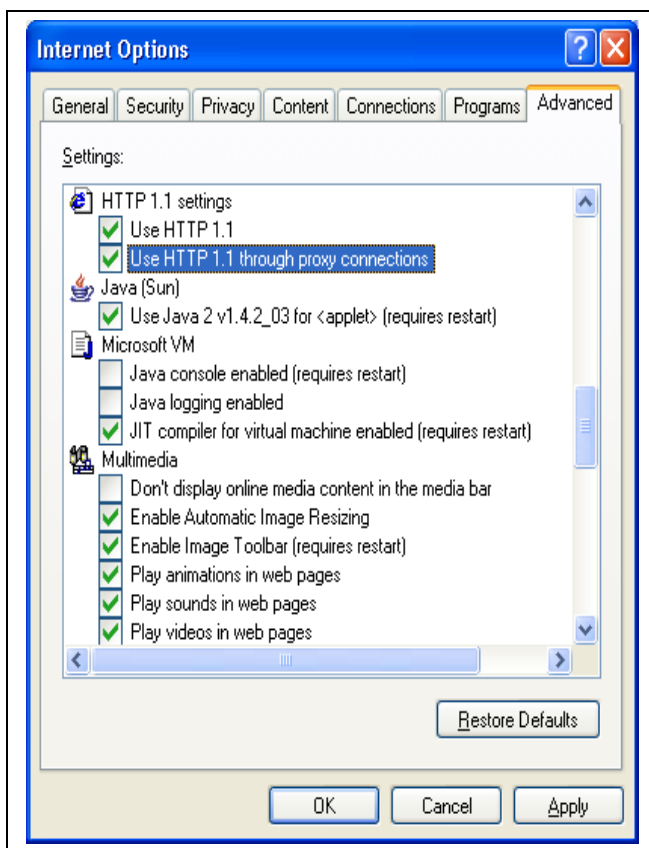 Internet Options
General Security Privacy Content Connections Programs Advanced
Settings:
HTTP 1.1 settings
Use HTTP 1.1
Use HTTP 1.1 through proxy connections
Java (Sun)
Use Java 2 v1.4.2_03 for <applet> (requires restart)
Microsoft VM
Java console enabled (requires restart)
Java logging enabled
JIT compiler for virtual machine enabled (requires restart)
Multimedia
Don't display online media content in the media bar
Enable Automatic Image Resizing
Enable Image Toolbar (requires restart)
Play animations in web pages
Play sounds in web pages
Play videos in web pages
Restore Defaults
OK Cancel Apply